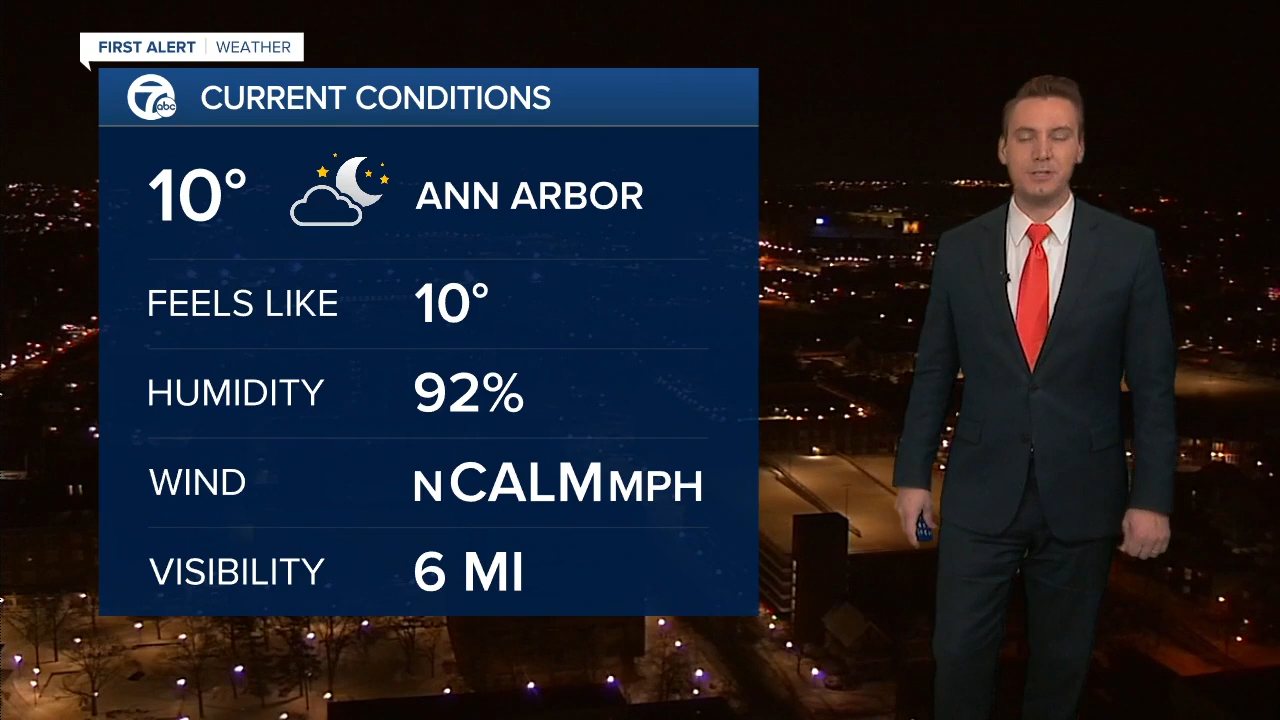 FIRST ALERT | WEATHER
7 abc CURRENT CONDITIONS
10° ANN ARBOR
FEELS LIKE 10°
HUMIDITY 92%
WIND N CALM MPH
VISIBILITY 6 MI